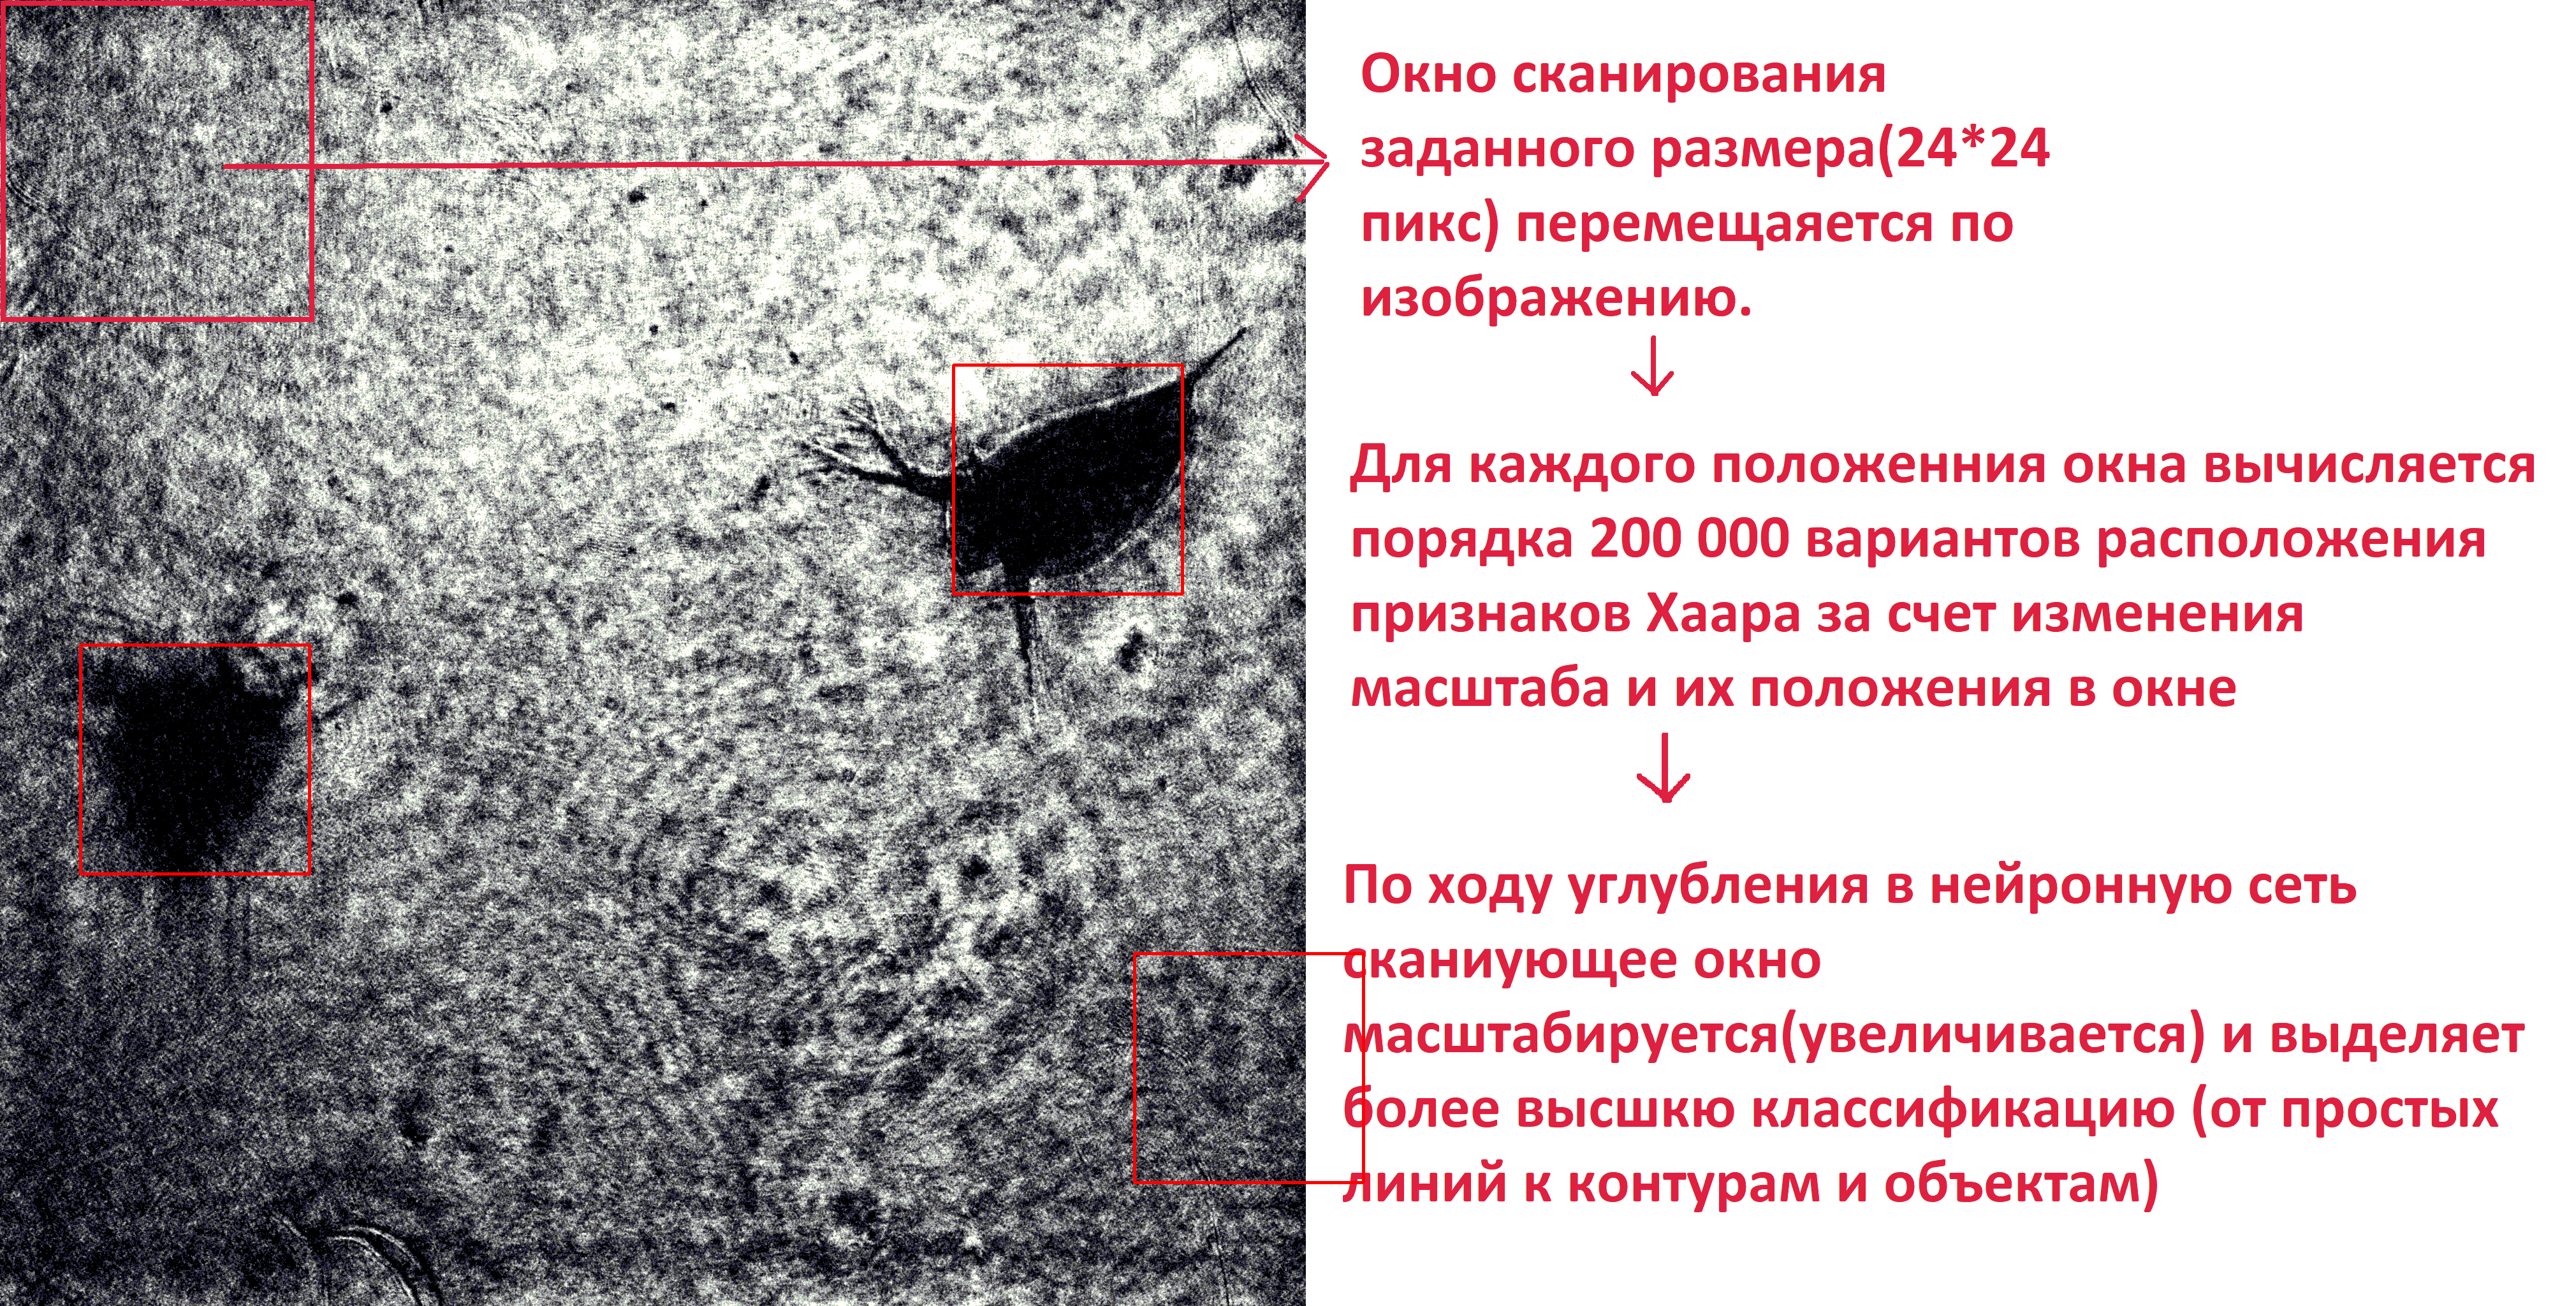 Окно сканирования
заданного размера(24*24
пикс) перемещаяется по
изображению.
Для каждого положенния окна вычисляется
порядка 200 000 вариантов расположения
признаков Хаара за счет изменения
масштаба и их положения в окне
По ходу углубления в нейронную сеть
сканиующее окно
масштабируется(увеличивается) и выделяет
более высшкю классификацию (от простых
линий к контурам и объектам)